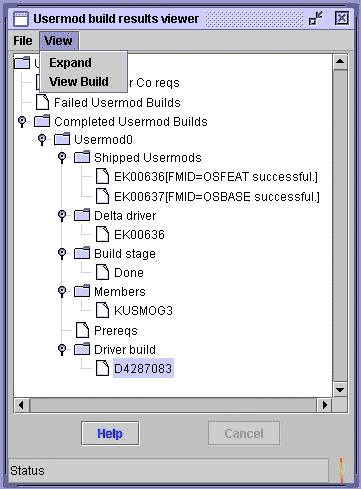 Usermod build results viewer
File View
Expand
View Build
U
r Co reqs
Failed Usermod Builds
Completed Usermod Builds
Usermod0
Shipped Usermods
EK00636[FMID=OSFEAT successful.]
EK00637[FMID=OSBASE successful.]
Delta driver
EK00636
Build stage
Done
Members
KUSMOG3
Prereqs
Driver build
D4287083
Help Cancel
Status